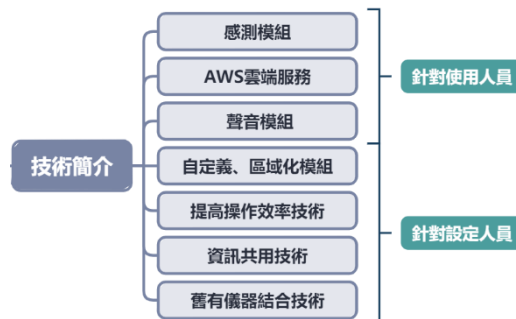 技術簡介
感測模組
AWS雲端服務
聲音模組
自定義、區域化模組
提高操作效率技術
資訊共用技術
舊有儀器結合技術
針對使用人員
針對設定人員